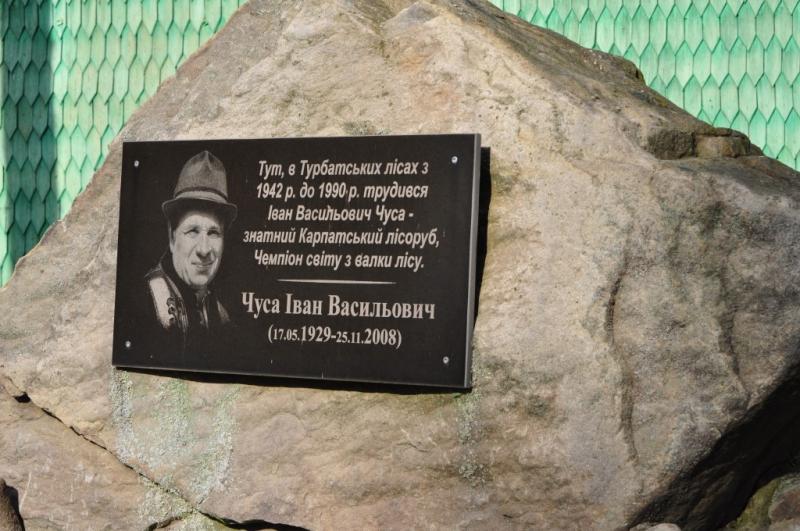 Тут, в Турбатських лісах з
1942 р. до 1990 р. трудився
Іван Васильович Чуса -
знатний Карпатський лісоруб,
Чемпіон світу з валки лісу.
Чуса Іван Васильович
(17.05.1929-25.11.2008)